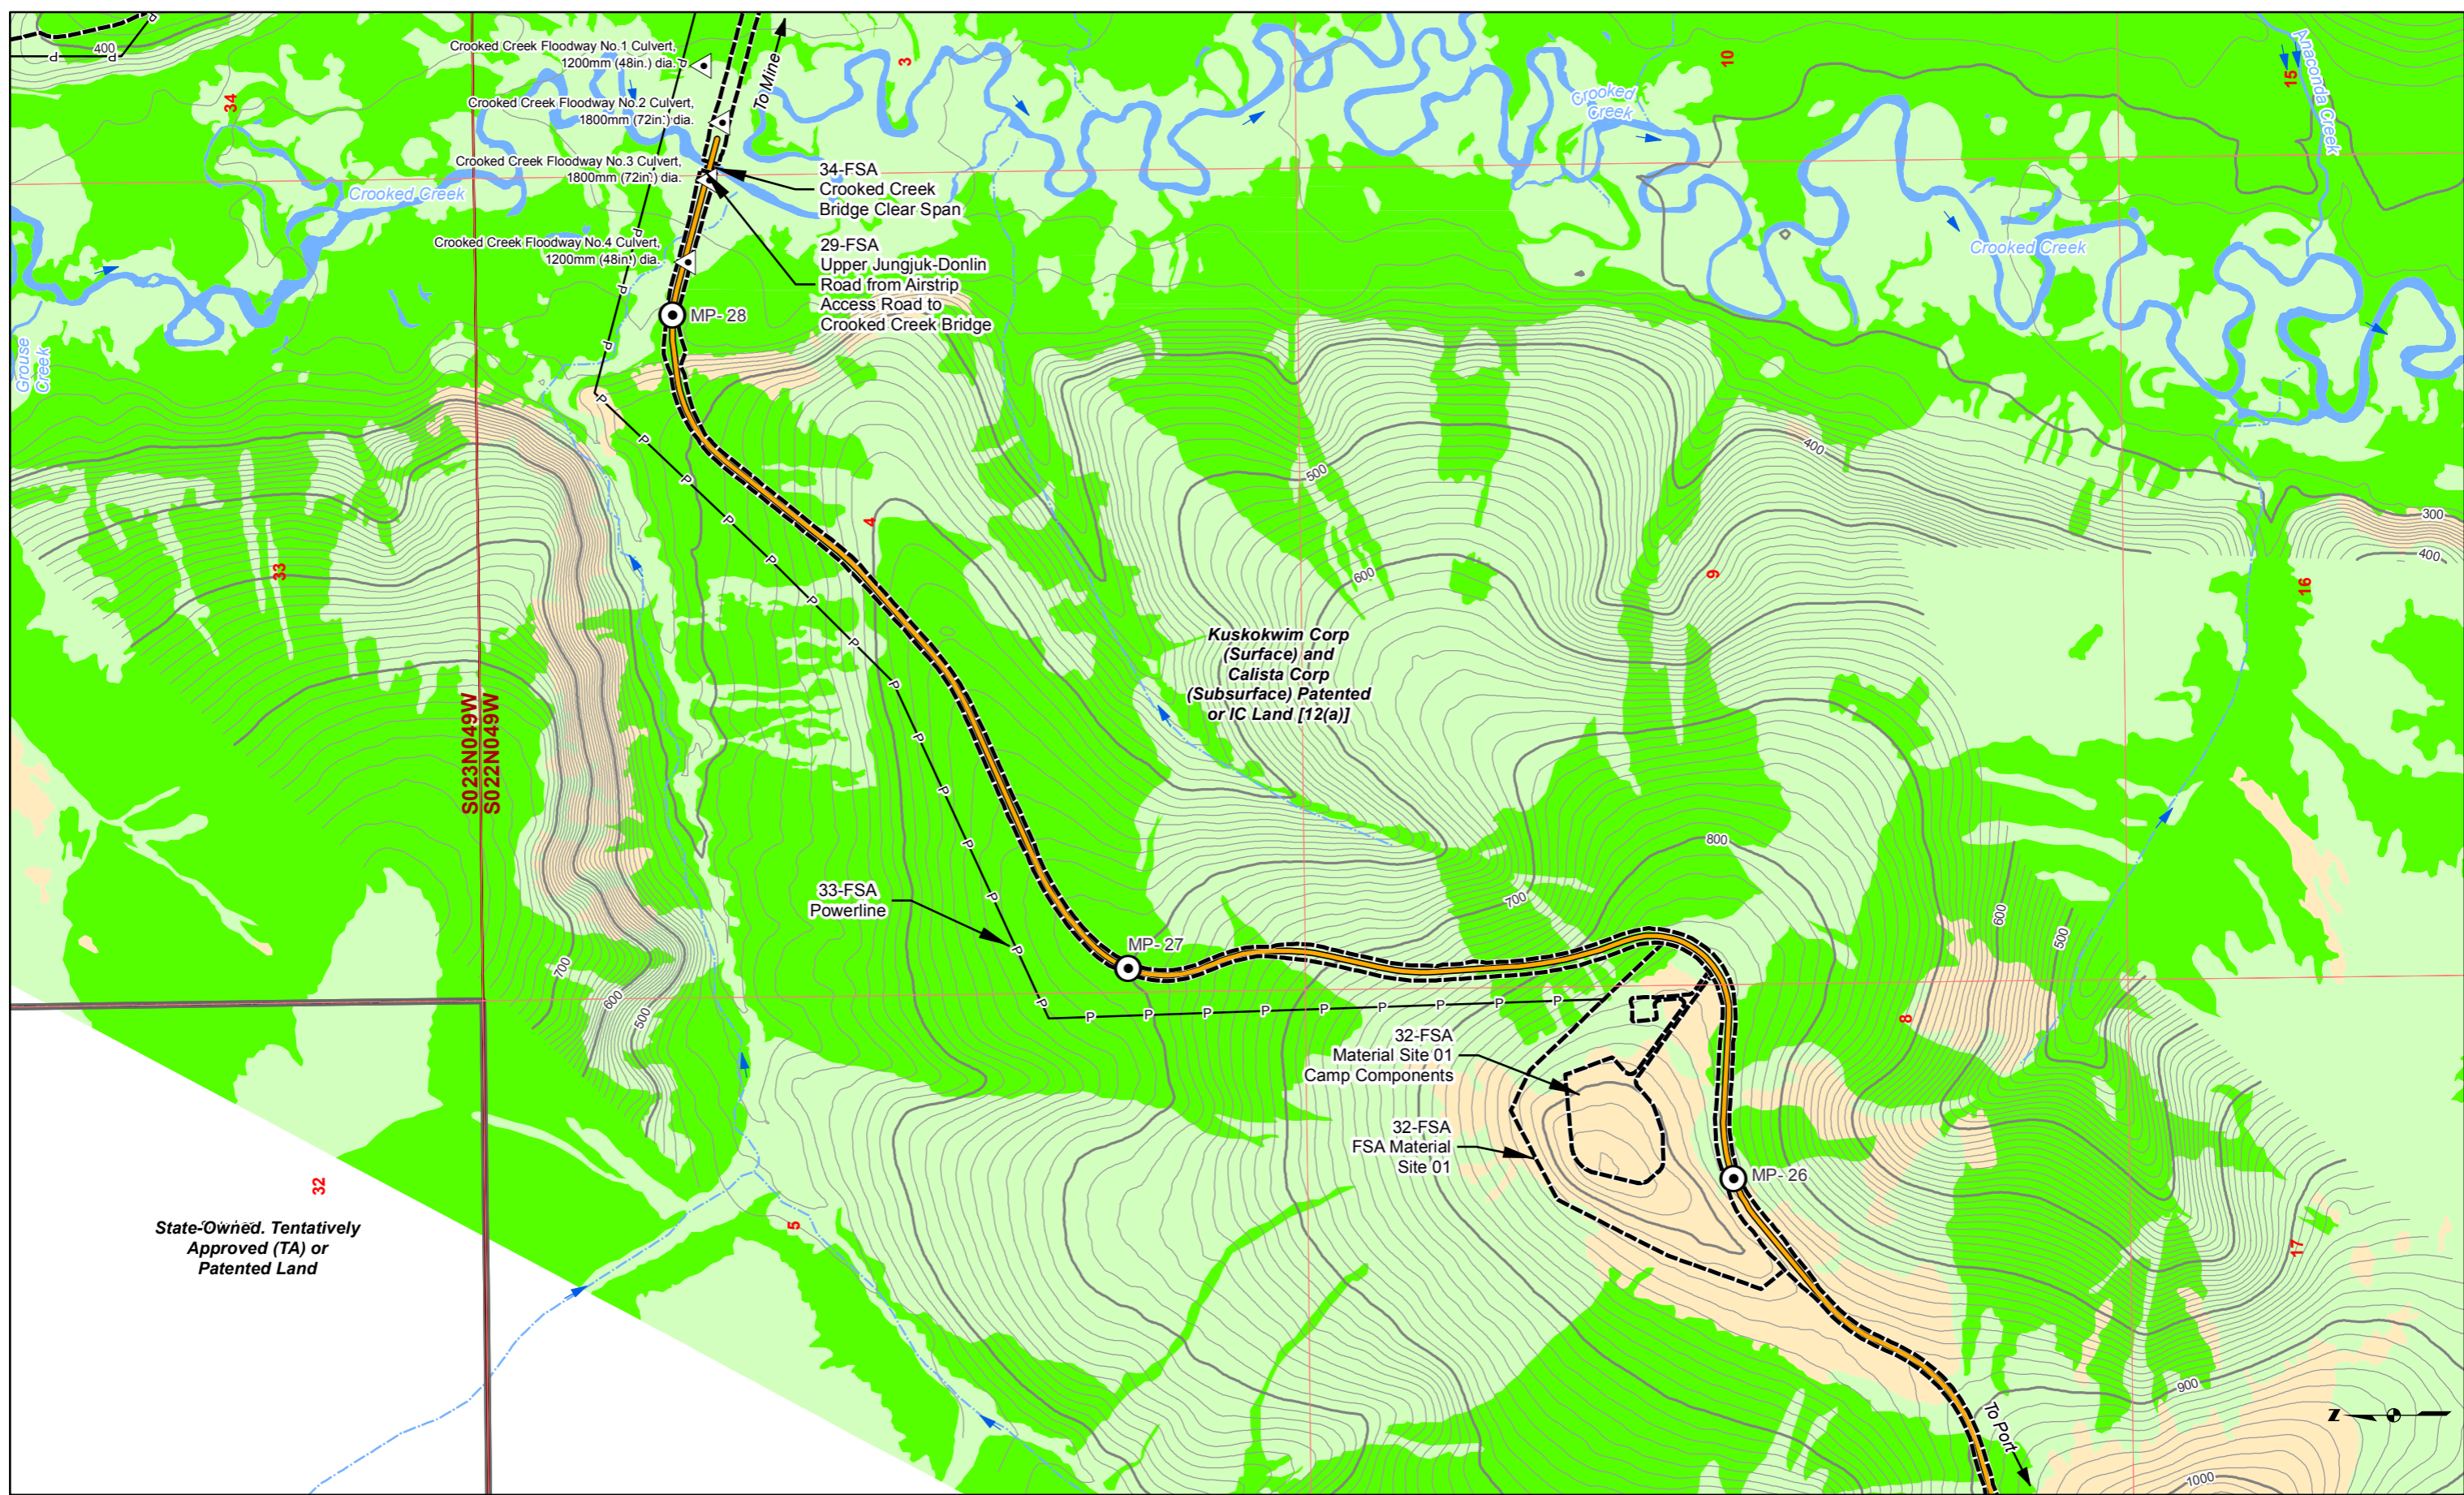 400
Crooked Creek Floodway No.1 Culvert,
1200mm (48in.) dia.
To Mine
3
10
15
Anaconda Creek
34
Crooked Creek Floodway No.2 Culvert,
1800mm (72in.) dia.
Crooked
Creek
Crooked Creek Floodway No.3 Culvert,
1800mm (72in.) dia.
34-FSA
Crooked Creek
Bridge Clear Span
Crooked Creek
Crooked Creek Floodway No.4 Culvert,
1200mm (48in.) dia.
29-FSA
Upper Jungjuk-Donlin
Road from Airstrip
Access Road to
Crooked Creek Bridge
Crooked Creek
MP- 28
Grouse
Creek
P
400
500
300
400
4
33
600
9
16
Kuskokwim Corp
(Surface) and
Calista Corp
(Subsurface) Patented
or IC Land [12(a)]
S023N049W
S022N049W
800
33-FSA
Powerline
700
600
500
MP- 27
700
600
500
8
32-FSA
Material Site 01
Camp Components
32-FSA
FSA Material
Site 01
MP- 26
32
5
17
State-Owned. Tentatively
Approved (TA) or
Patented Land
900
To Port
N
1000